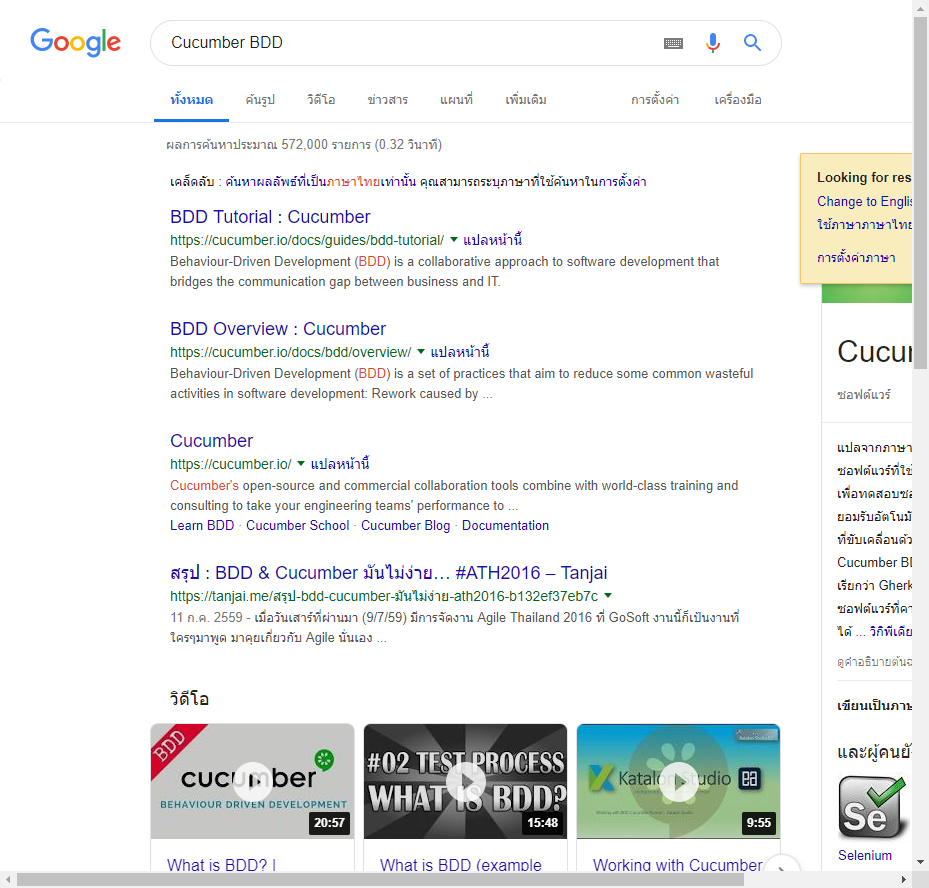 Google
Cucumber BDD
ทั้งหมด ค้นรูป วิดีโอ ข่าวสาร แผนที่ เพิ่มเติม การตั้งค่า เครื่องมือ
ผลการค้นหาประมาณ 572,000 รายการ (0.32 วินาที)
เคล็ดลับ : ค้นหาผลลัพธ์ที่เป็นภาษาไทยเท่านั้น คุณสามารถระบุภาษาที่ใช้ค้นหาในการตั้งค่า
BDD Tutorial : Cucumber
https://cucumber.io/docs/guides/bdd-tutorial/ แปลหน้านี้
Behaviour-Driven Development (BDD) is a collaborative approach to software development that
bridges the communication gap between business and IT.
BDD Overview : Cucumber
https://cucumber.io/docs/bdd/overview/ แปลหน้านี้
Behaviour-Driven Development (BDD) is a set of practices that aim to reduce some common wasteful
activities in software development: Rework caused by ...
Cucumber
https://cucumber.io/ แปลหน้านี้
Cucumber's open-source and commercial collaboration tools combine with world-class training and
consulting to take your engineering teams' performance to ...
Learn BDD · Cucumber School · Cucumber Blog · Documentation
สรุป : BDD & Cucumber มันไม่ง่าย… #ATH2016 – Tanjai
https://tanjai.me/สรุป-bdd-cucumber-มันไม่ง่าย-ath2016-b132ef37eb7c
11 ก.ค. 2559 - เมื่อวันเสาร์ที่ผ่านมา (9/7/59) มีการจัดงาน Agile Thailand 2016 ที่ GoSoft งานนี้ก็เป็นงานที่
ใครๆมาพูด มาคุยเกี่ยวกับ Agile นั่นเอง ...
วิดีโอ
BDD
cucumber
BEHAVIOUR DRIVEN DEVELOPMENT
20:57
#02 TEST PROCESS
WHAT IS BDD?
15:48
Katalon Studio
9:55
What is BDD? |
What is BDD (example
Working with Cucumber
Looking for res
Change to Englis
ใช้ภาษาภาษาไทย
การตั้งค่าภาษา
Cucu
ซอฟต์แวร์
แปลจากภาษา
ซอฟต์แวร์ที่ใช้
เพื่อทดสอบซอ
ยอมรับอัตโนมั
ที่ขับเคลื่อนด้ว
Cucumber BD
เรียกว่า Gherk
ซอฟต์แวร์ที่คา
ได้ ... วิกิพีเดีย
ดูคำอธิบายต้นฉ
เขียนเป็นภาษ
และผู้คนยั
Se
Selenium